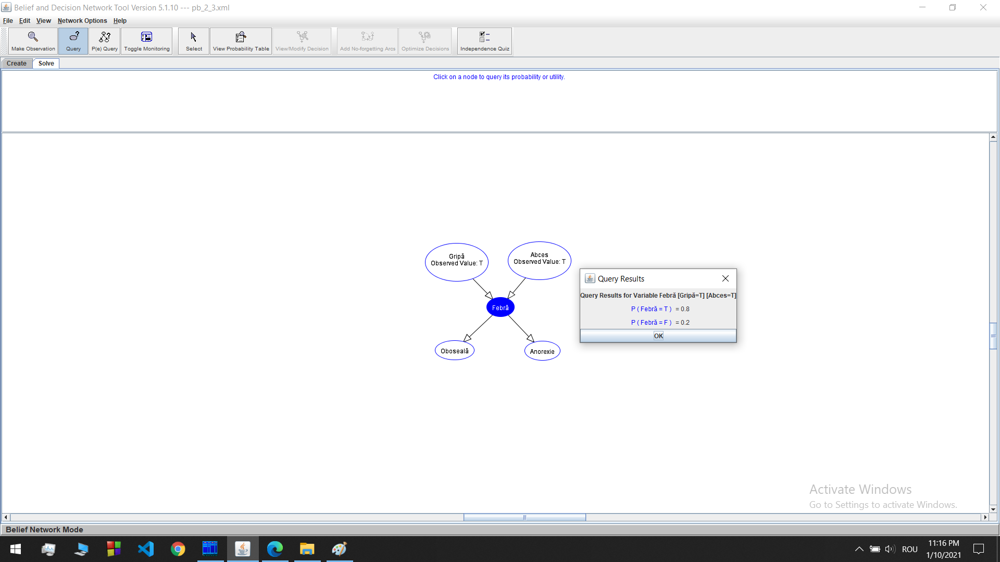 Belief and Decision Network Tool Version 5.1.10 --- pb_2_3.xml
File Edit View Network Options Help
Make Observation Query P(e) Query Toggle Monitoring Select View Probability Table View/Modify Decision Add No-forgetting Arcs Optimize Decisions Independence Quiz
Create Solve
Click on a node to query its probability or utility.
Gripă
Observed Value: T
Abces
Observed Value: T
Febră
Oboseală
Anorexie
Query Results
Query Results for Variable Febră [Gripă=T] [Abces=T]
P ( Febră = T ) = 0.8
P ( Febră = F ) = 0.2
OK
Activate Windows
Go to Settings to activate Windows.
Belief Network Mode
ROU
11:16 PM
1/10/2021